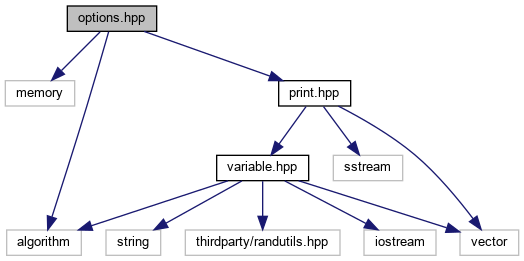 options.hpp
memory
print.hpp
variable.hpp
sstream
algorithm
string
thirdparty/randutils.hpp
iostream
vector